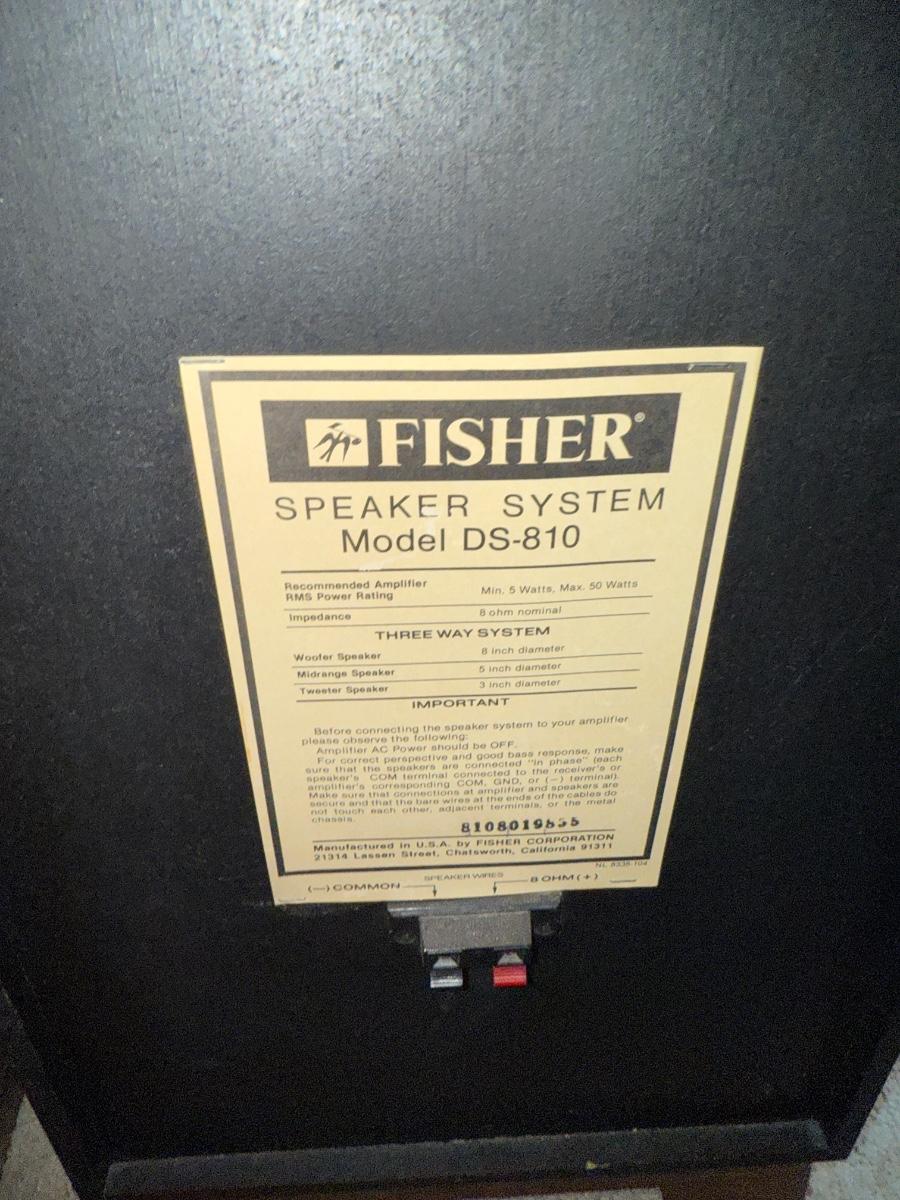 FISHER®
SPEAKER SYSTEM
Model DS-810
Recommended Amplifier
RMS Power Rating Min. 5 Watts, Max. 50 Watts
Impedance 8 ohm nominal
THREE WAY SYSTEM
Woofer Speaker 8 inch diameter
Midrange Speaker 5 inch diameter
Tweeter Speaker 3 inch diameter
IMPORTANT
Before connecting the speaker system to your amplifier
please observe the following:
Amplifier AC Power should be OFF.
For correct perspective and good bass response, make
sure that the speakers are connected "in phase" (each
speaker's COM terminal connected to the receiver's or
amplifier's corresponding COM, GND, or (—) terminal).
Make sure that connections at amplifier and speakers are
secure and that the bare wires at the ends of the cables do
not touch each other, adjacent terminals, or the metal
chassis.
Manufactured in U.S.A. by FISHER CORPORATION
21314 Lassen Street, Chatsworth, California 91311
NL 8335-104
SPEAKER WIRES
(—) COMMON 8 OHM (+)